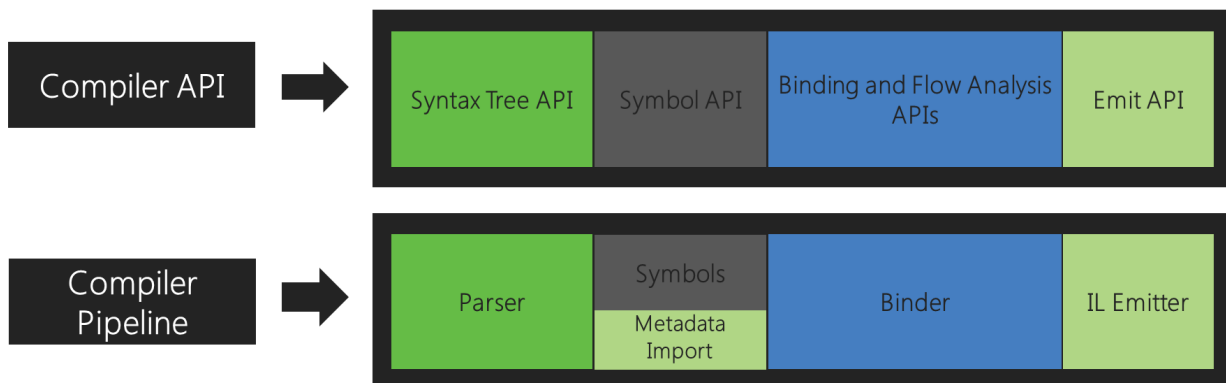 Compiler API
Syntax Tree API
Symbol API
Binding and Flow Analysis
APIs
Emit API
Compiler
Pipeline
Parser
Symbols
Metadata
Import
Binder
IL Emitter